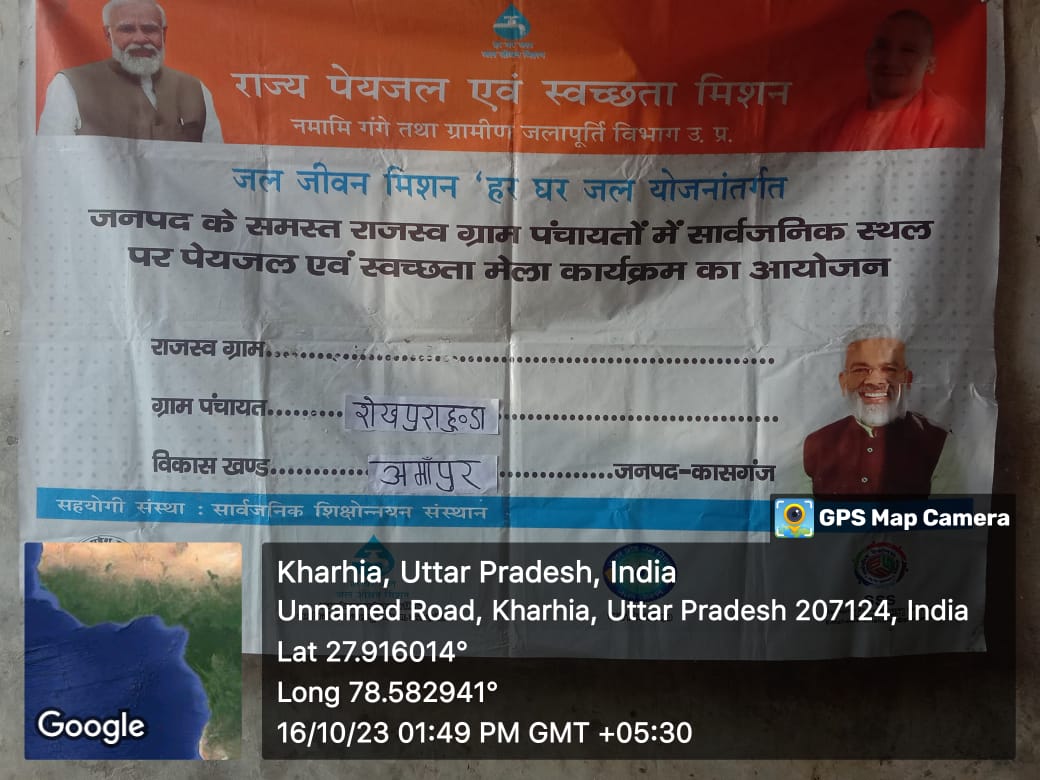 राज्य पेयजल एवं स्वच्छता मिशन
नमामि गंगे तथा ग्रामीण जलापूर्ति विभाग उ. प्र.
जल जीवन मिशन 'हर घर जल योजनांतर्गत
जनपद के समस्त राजस्व ग्राम पंचायतों में सार्वजनिक स्थल
पर पेयजल एवं स्वच्छता मेला कार्यक्रम का आयोजन
राजस्व ग्राम
ग्राम पंचायत शेखपुराहुण्डा
विकास खण्ड अमाँपुर जनपद-कासगंज
सहयोगी संस्था : सार्वजनिक शिक्षोन्नयन संस्थान
GPS Map Camera
SSS
Kharhia, Uttar Pradesh, India
Unnamed Road, Kharhia, Uttar Pradesh 207124, India
Lat 27.916014°
Long 78.582941°
16/10/23 01:49 PM GMT +05:30
Google